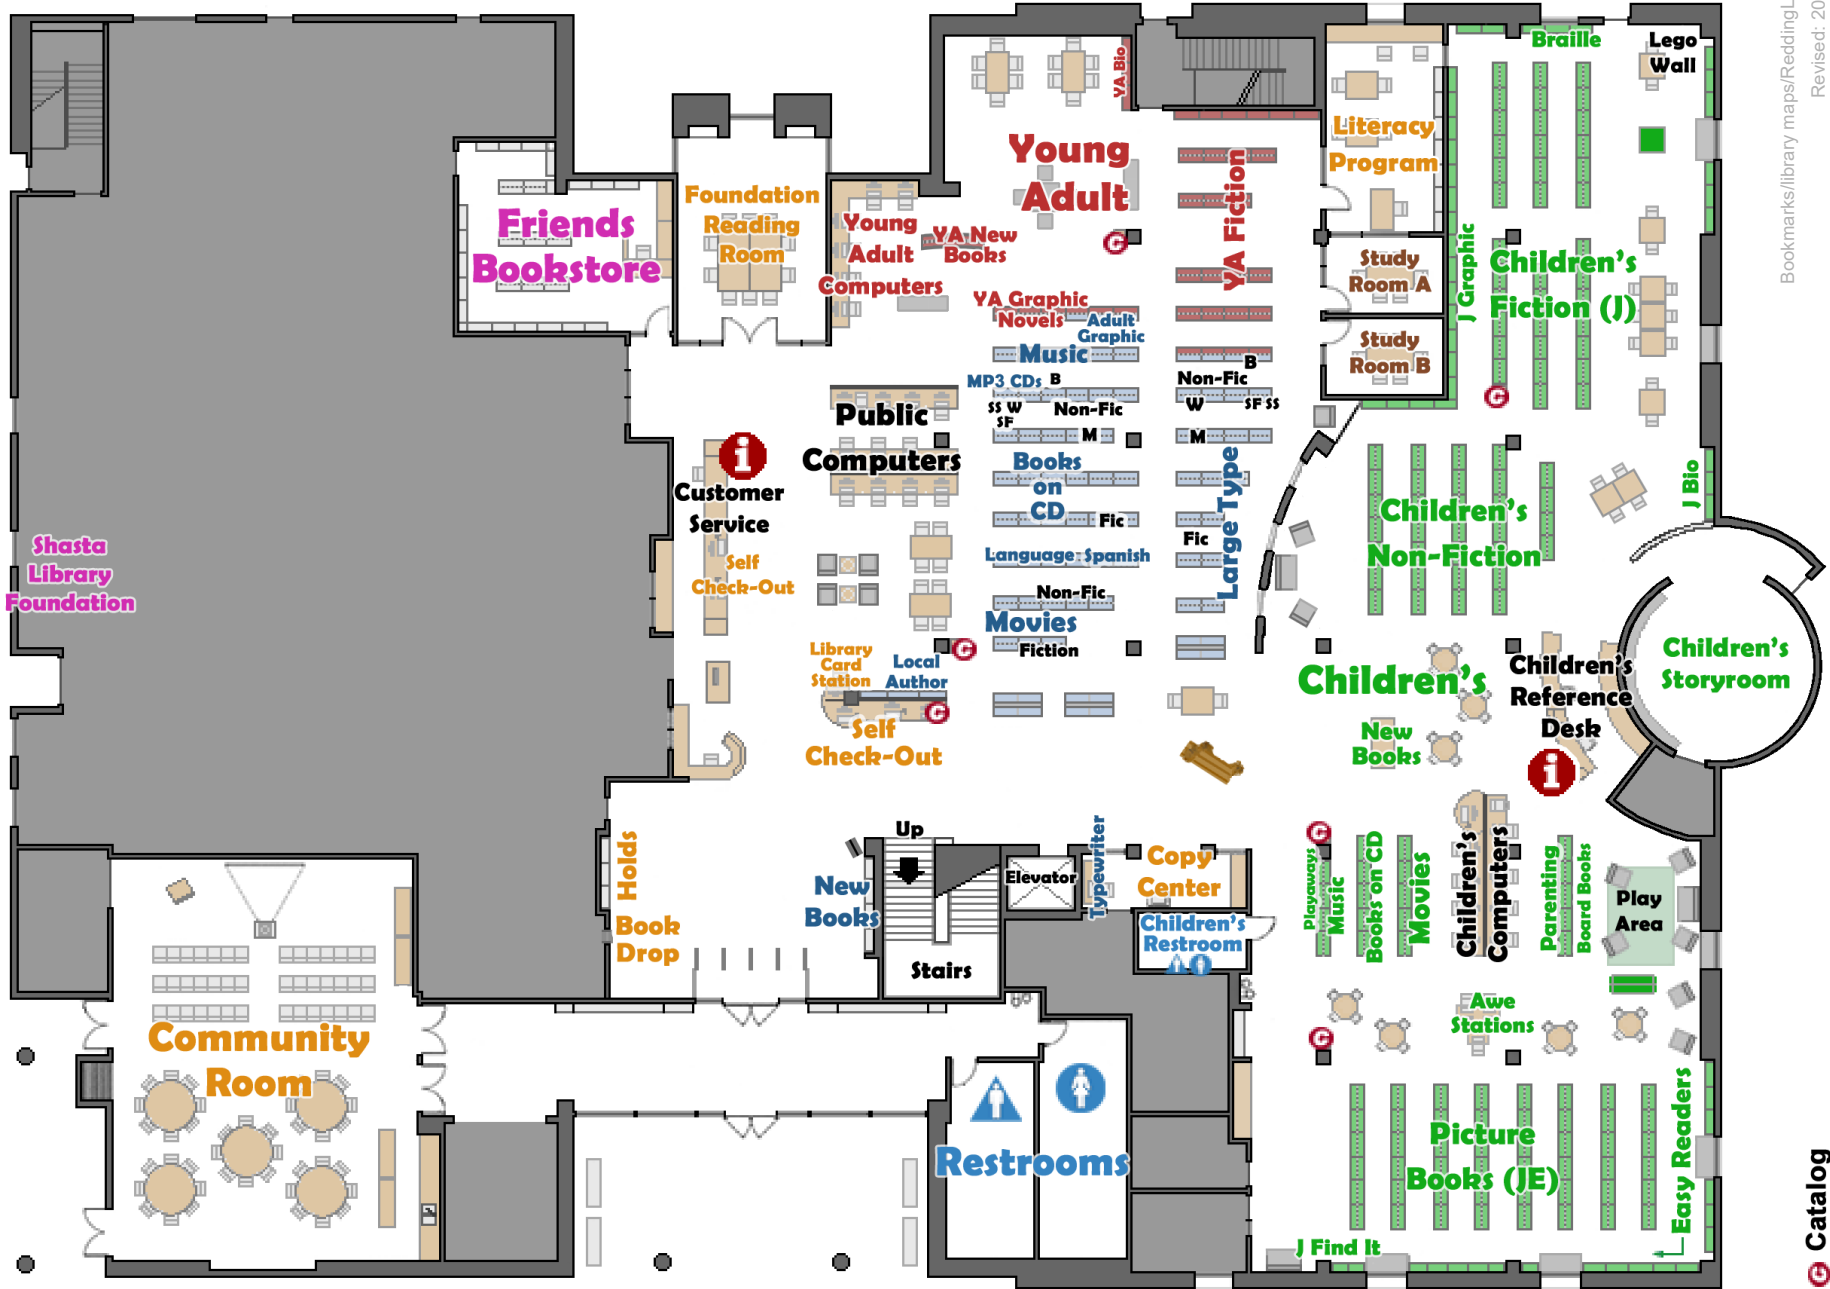 Braille
Lego
Wall
YA Bio
Bookmarks/library maps/ReddingL
Revised: 20
Literacy
Program
Young
Adult
YA Fiction
Friends
Bookstore
Foundation
Reading
Room
Young
Adult
Computers
YA New
Books
J Graphic
Study
Room A
Children's
Fiction (J)
YA Graphic
Novels
Adult
Graphic
Music
Study
Room B
B
MP3 CDs
B
Non-Fic
SS W
SF
Non-Fic
W
SF SS
Public
Computers
M
M
Customer
Service
Books
on
CD
Large Type
J Bio
Children's
Non-Fiction
Fic
Fic
Shasta
Library
Foundation
Self
Check-Out
Language
Spanish
Non-Fic
Movies
Fiction
Library
Card
Station
Local
Author
Self
Check-Out
Children's
Children's
Reference
Desk
Children's
Storyroom
New
Books
Up
Holds
Book
Drop
New
Books
Elevator
Typewriter
Copy
Center
Children's
Restroom
Stairs
Playaways
Music
Books on CD
Movies
Children's
Computers
Parenting
Board Books
Play
Area
Awe
Stations
Community
Room
Restrooms
Picture
Books (JE)
Easy Readers
J Find It
Catalog